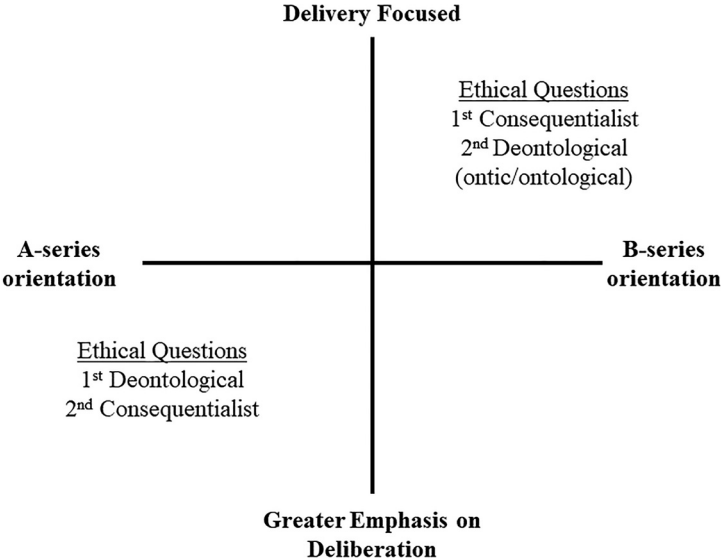 Delivery Focused
Ethical Questions
1st Consequentialist
2nd Deontological
(ontic/ontological)
A-series
orientation
B-series
orientation
Ethical Questions
1st Deontological
2nd Consequentialist
Greater Emphasis on
Deliberation